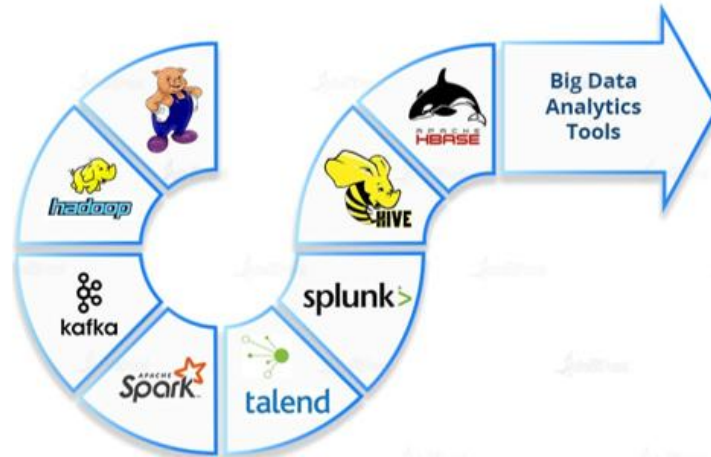 hadoop
kafka
APACHE
Spark
talend
splunk>
HIVE
APACHE
HBASE
Big Data
Analytics
Tools